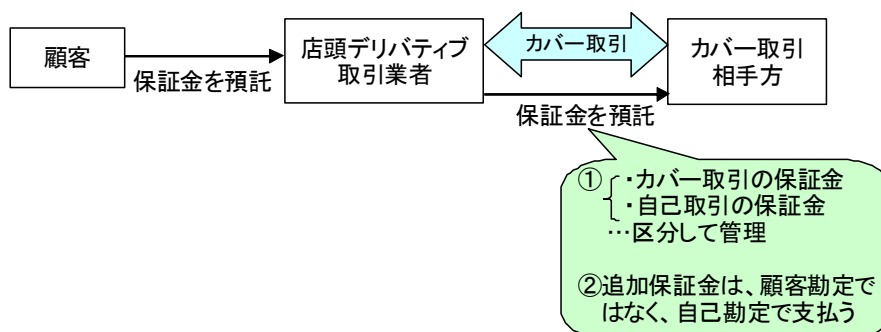 顧客
保証金を預託
店頭デリバティブ
取引業者
カバー取引
カバー取引
相手方
保証金を預託
① ・カバー取引の保証金
・自己取引の保証金
…区分して管理
②追加保証金は、顧客勘定で
はなく、自己勘定で支払う